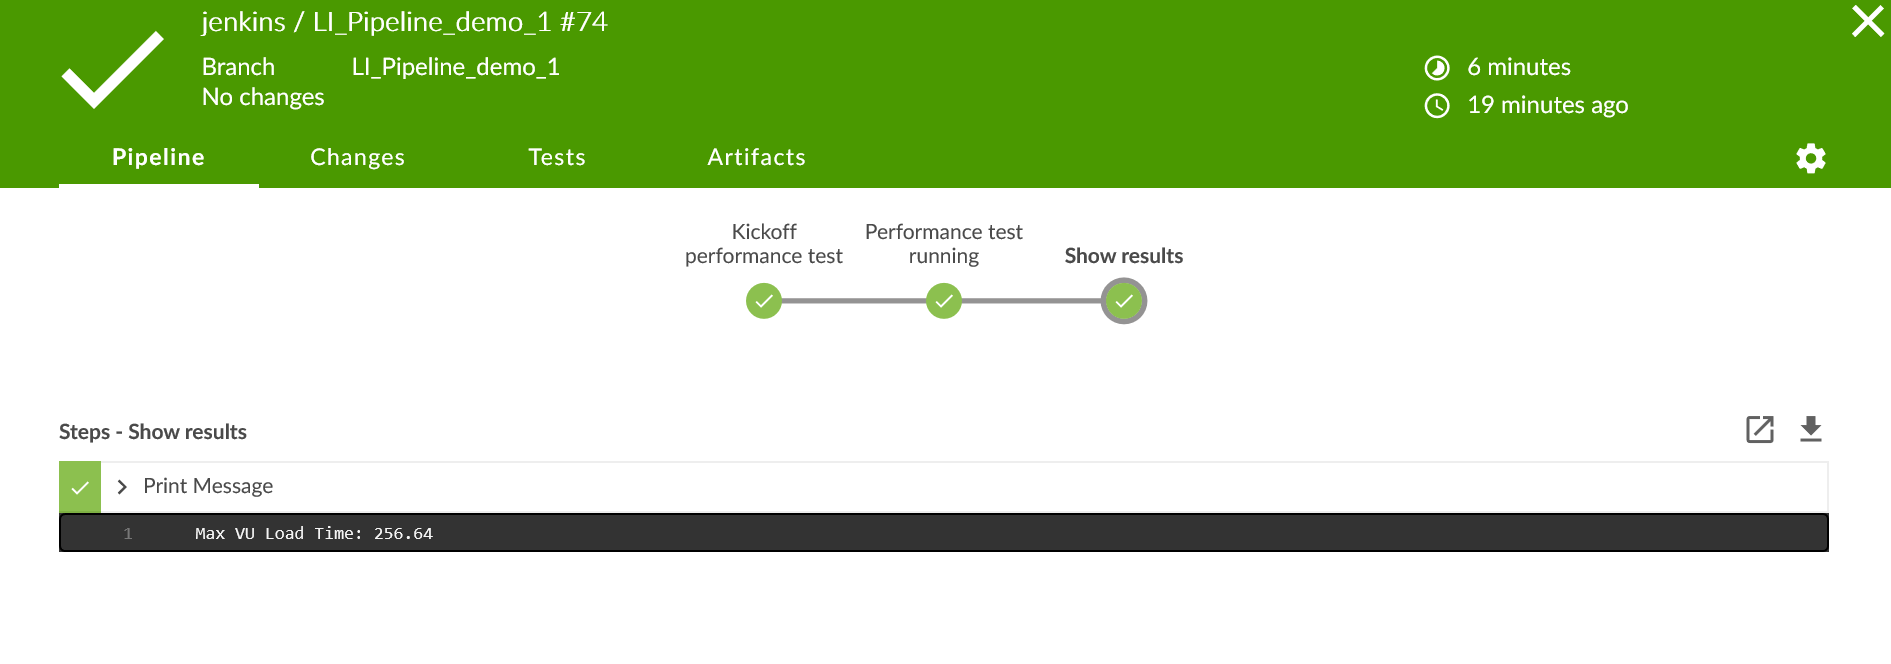 jenkins / LI_Pipeline_demo_1 #74
Branch LI_Pipeline_demo_1
No changes
6 minutes
19 minutes ago
Pipeline Changes Tests Artifacts
Kickoff
performance test
Performance test
running
Show results
Steps - Show results
Print Message
1 Max VU Load Time: 256.64